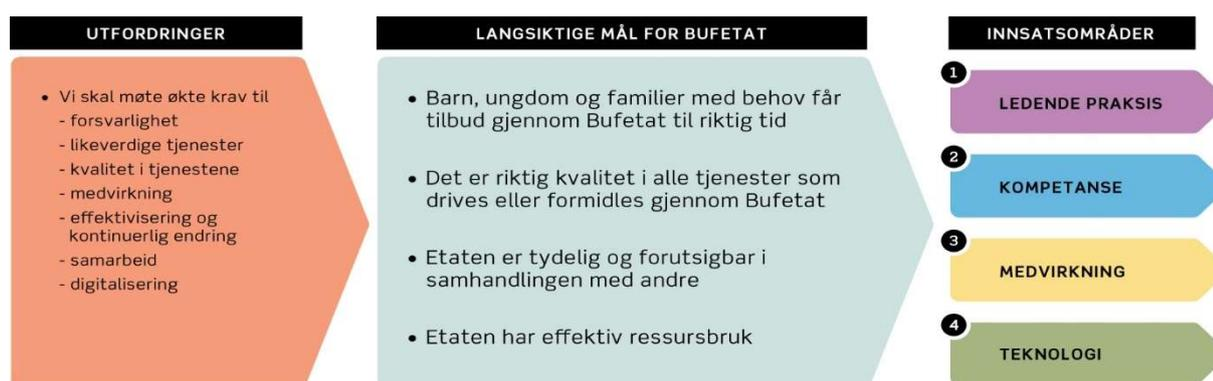 UTFORDRINGER
• Vi skal møte økte krav til
- forsvarlighet
- likeverdige tjenester
- kvalitet i tjenestene
- medvirkning
- effektivisering og
kontinuerlig endring
- samarbeid
- digitalisering
LANGSIKTIGE MÅL FOR BUFETAT
• Barn, ungdom og familier med behov får
tilbud gjennom Bufetat til riktig tid
• Det er riktig kvalitet i alle tjenester som
drives eller formidles gjennom Bufetat
• Etaten er tydelig og forutsigbar i
samhandlingen med andre
• Etaten har effektiv ressursbruk
INNSATSOMRÅDER
1
LEDENDE PRAKSIS
2
KOMPETANSE
3
MEDVIRKNING
4
TEKNOLOGI